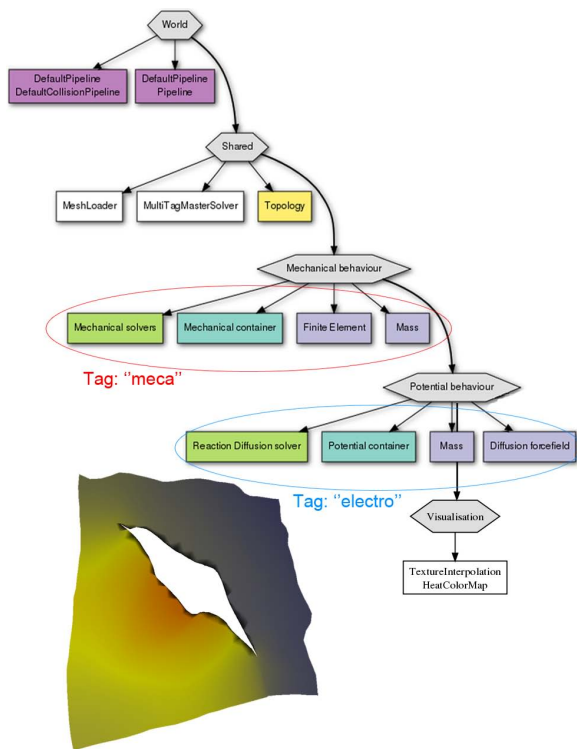 World
DefaultPipeline
DefaultCollisionPipeline
DefaultPipeline
Pipeline
Shared
MeshLoader
MultiTagMasterSolver
Topology
Mechanical behaviour
Mechanical solvers
Mechanical container
Finite Element
Mass
Tag: ‘’meca’’
Potential behaviour
Reaction Diffusion solver
Potential container
Mass
Diffusion forcefield
Tag: ‘’electro’’
Visualisation
TextureInterpolation
HeatColorMap